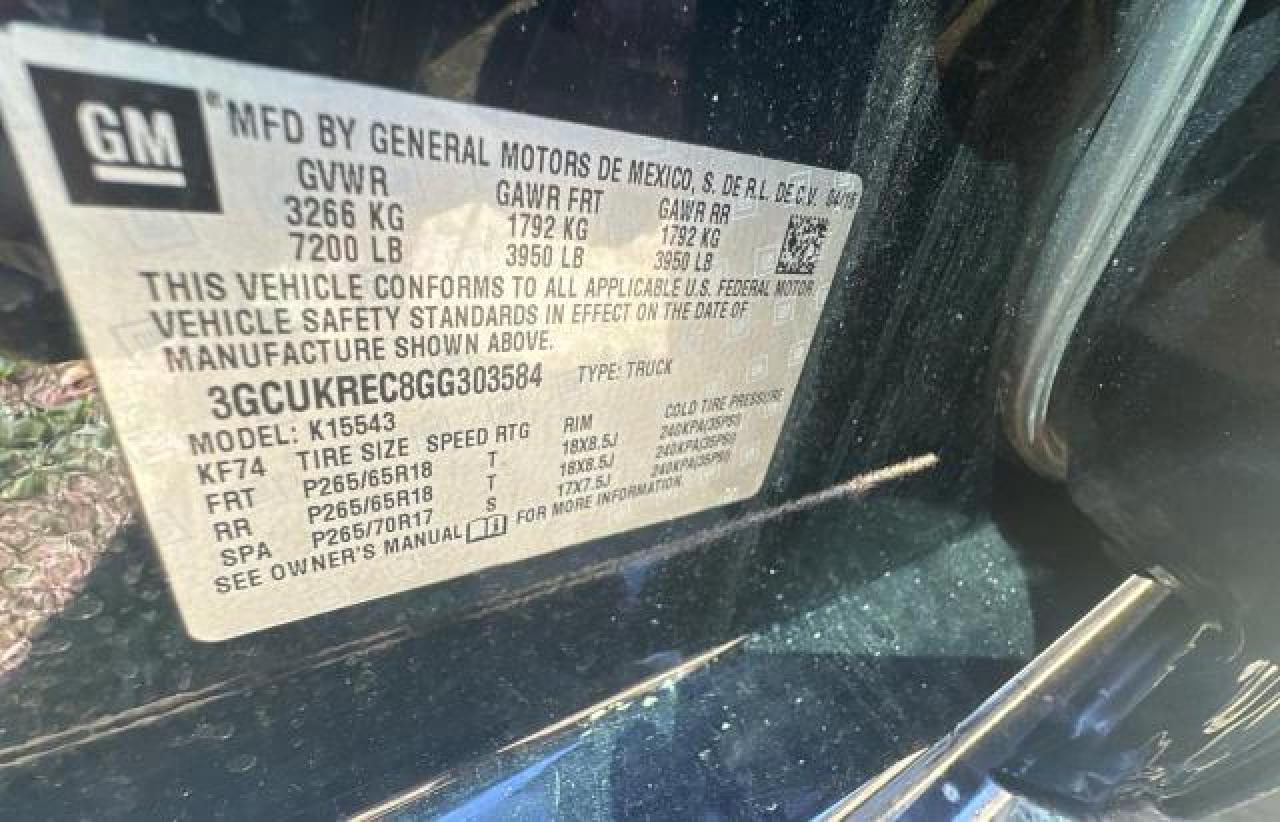 GM
® MFD BY GENERAL MOTORS DE MEXICO, S. DE R.L. DE C.V. 04/16
GVWR GAWR FRT GAWR RR
3266 KG 1792 KG 1792 KG
7200 LB 3950 LB 3950 LB
THIS VEHICLE CONFORMS TO ALL APPLICABLE U.S. FEDERAL MOTOR
VEHICLE SAFETY STANDARDS IN EFFECT ON THE DATE OF
MANUFACTURE SHOWN ABOVE.
3GCUKREC8GG303584 TYPE: TRUCK
MODEL: K15543
KF74 TIRE SIZE SPEED RTG RIM COLD TIRE PRESSURE
FRT P265/65R18 T 18X8.5J 240KPA(35PSI)
RR P265/65R18 T 18X8.5J 240KPA(35PSI)
SPA P265/70R17 S 17X7.5J 240KPA(35PSI)
SEE OWNER'S MANUAL FOR MORE INFORMATION